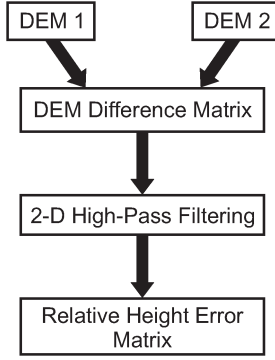 DEM 1
DEM 2
DEM Difference Matrix
2-D High-Pass Filtering
Relative Height Error
Matrix